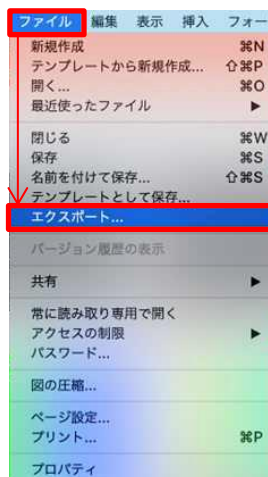 ファイル 編集 表示 挿入 フォー
新規作成 ⌘N
テンプレートから新規作成... ⇧⌘P
開く... ⌘O
最近使ったファイル ▶
閉じる ⌘W
保存 ⌘S
名前を付けて保存... ⇧⌘S
テンプレートとして保存...
エクスポート...
バージョン履歴の表示
共有 ▶
常に読み取り専用で開く
アクセスの制限 ▶
パスワード...
図の圧縮...
ページ設定...
プリント... ⌘P
プロパティ